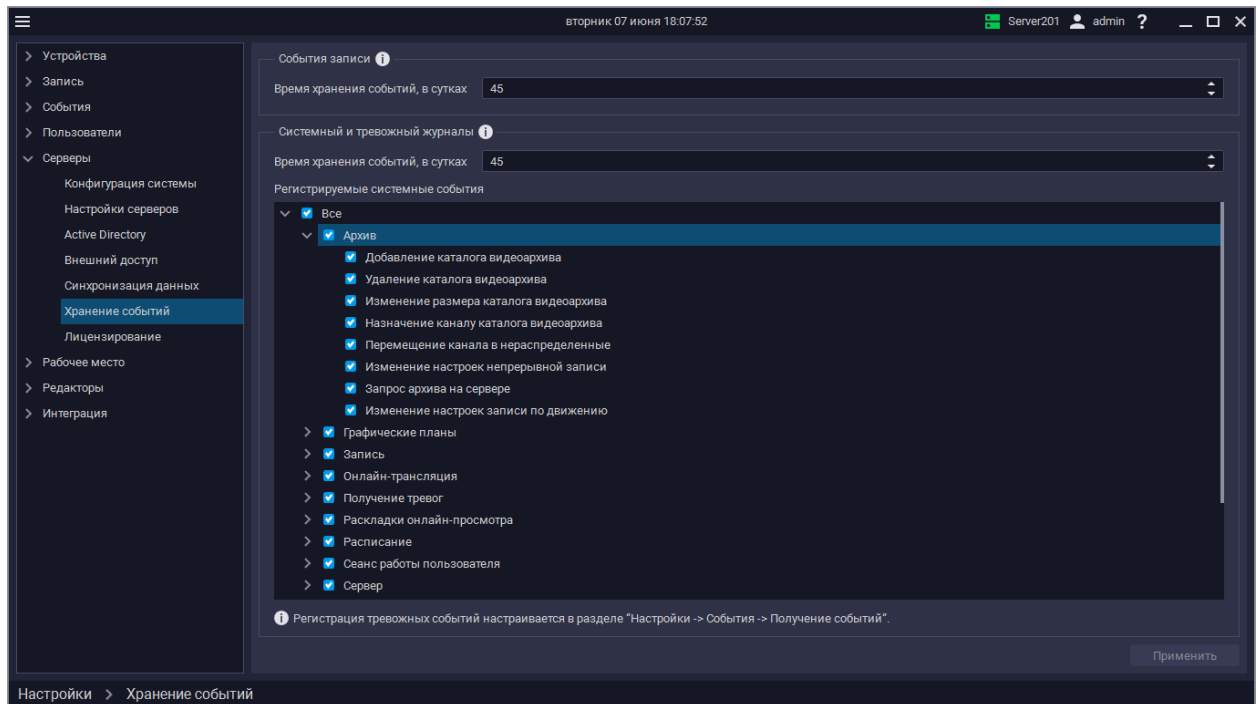 вторник 07 июня 18:07:52
Server201 admin ?
Устройства
Запись
События
Пользователи
Серверы
Конфигурация системы
Настройки серверов
Active Directory
Внешний доступ
Синхронизация данных
Хранение событий
Лицензирование
Рабочее место
Редакторы
Интеграция
События записи
Время хранения событий, в сутках 45
Системный и тревожный журналы
Время хранения событий, в сутках 45
Регистрируемые системные события
Все
Архив
Добавление каталога видеоархива
Удаление каталога видеоархива
Изменение размера каталога видеоархива
Назначение каналу каталога видеоархива
Перемещение канала в нераспределенные
Изменение настроек непрерывной записи
Запрос архива на сервере
Изменение настроек записи по движению
Графические планы
Запись
Онлайн-трансляция
Получение тревог
Раскладки онлайн-просмотра
Расписание
Сеанс работы пользователя
Сервер
Регистрация тревожных событий настраивается в разделе "Настройки -> События -> Получение событий".
Применить
Настройки > Хранение событий